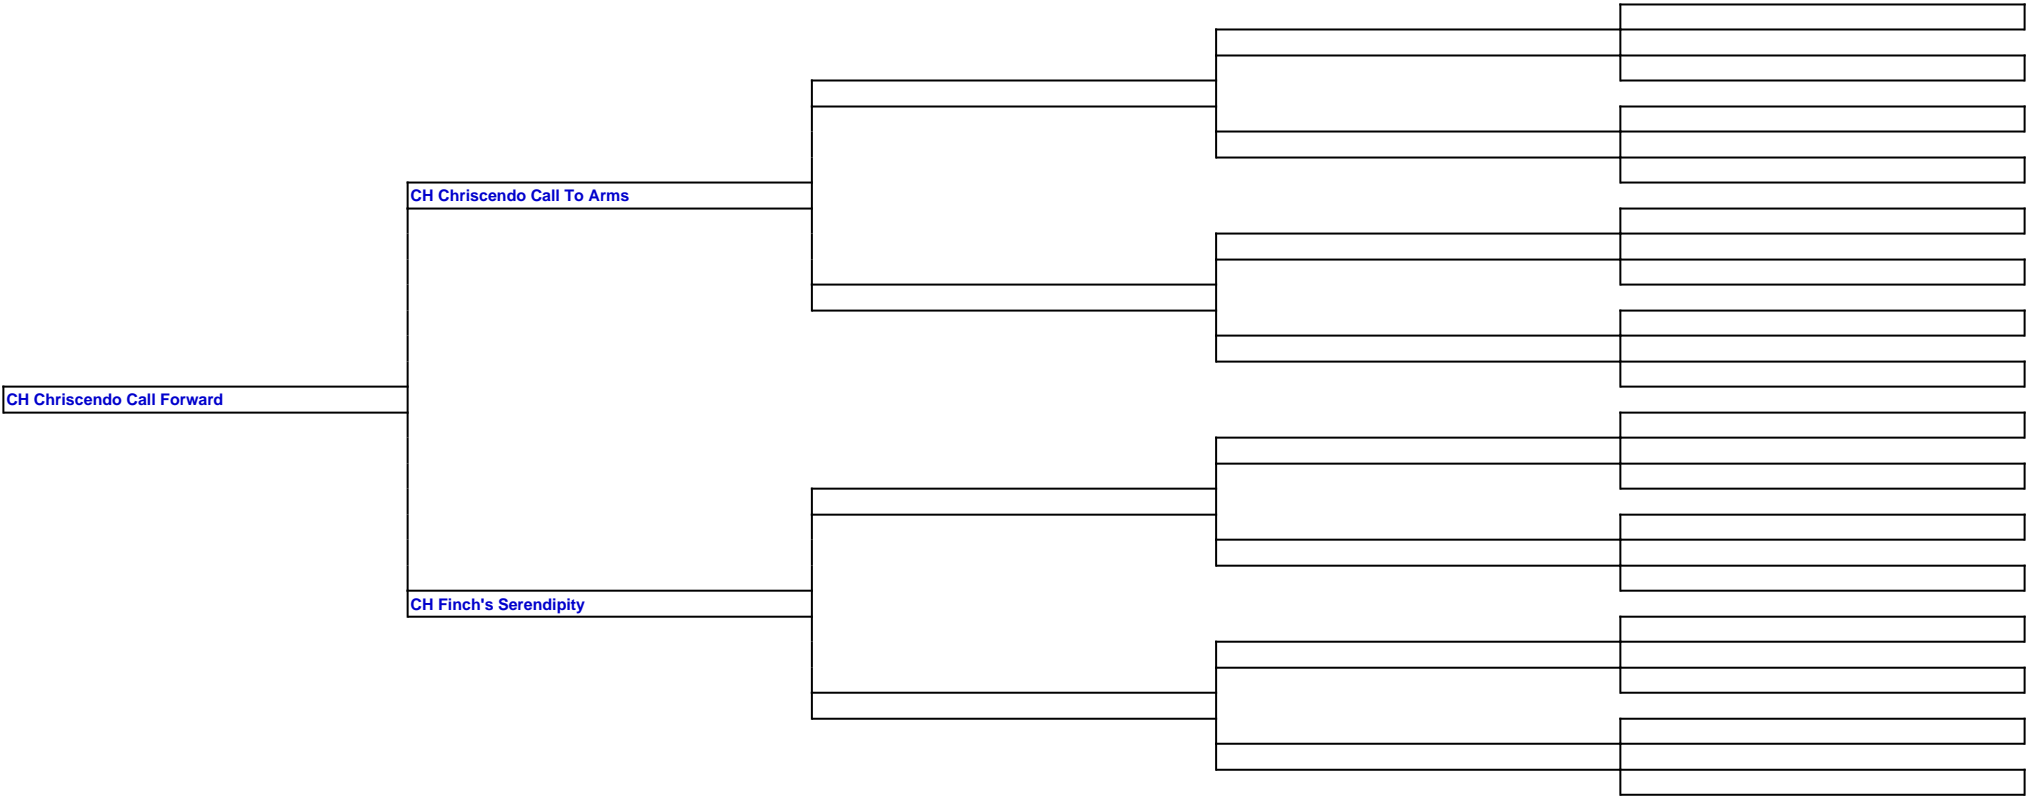 CH Chriscendo Call To Arms
CH Chriscendo Call Forward
CH Finch's Serendipity